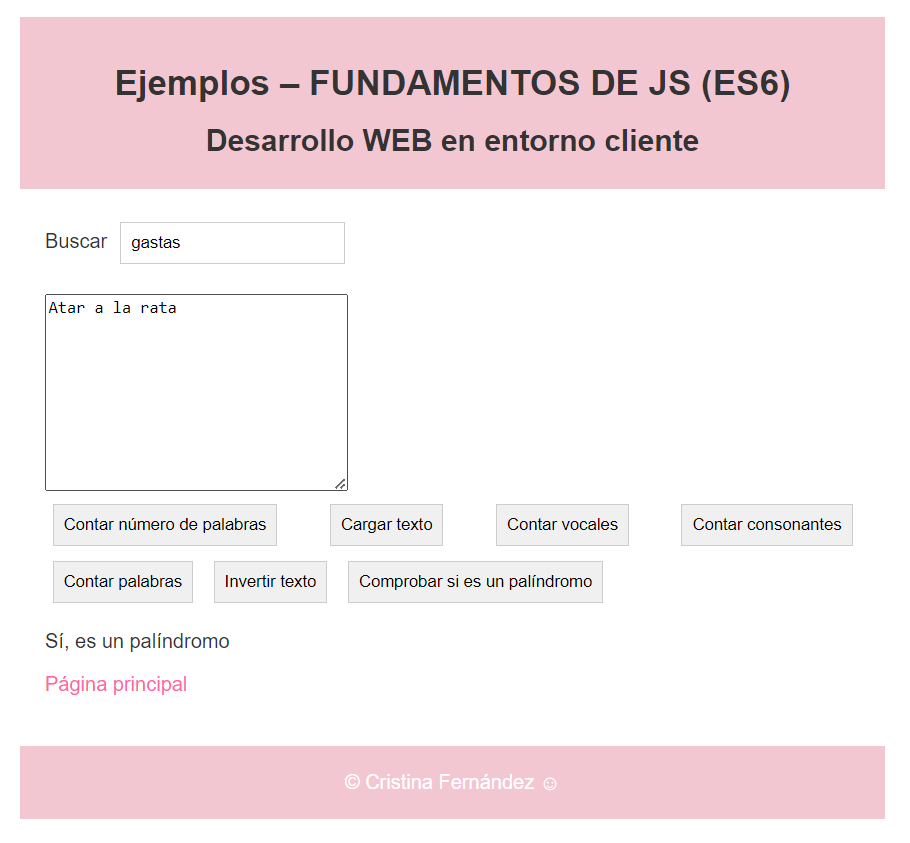 Ejemplos – FUNDAMENTOS DE JS (ES6)
Desarrollo WEB en entorno cliente
Buscar gastas
Atar a la rata
Contar número de palabras Cargar texto Contar vocales Contar consonantes
Contar palabras Invertir texto Comprobar si es un palíndromo
Sí, es un palíndromo
Página principal
© Cristina Fernández ☺